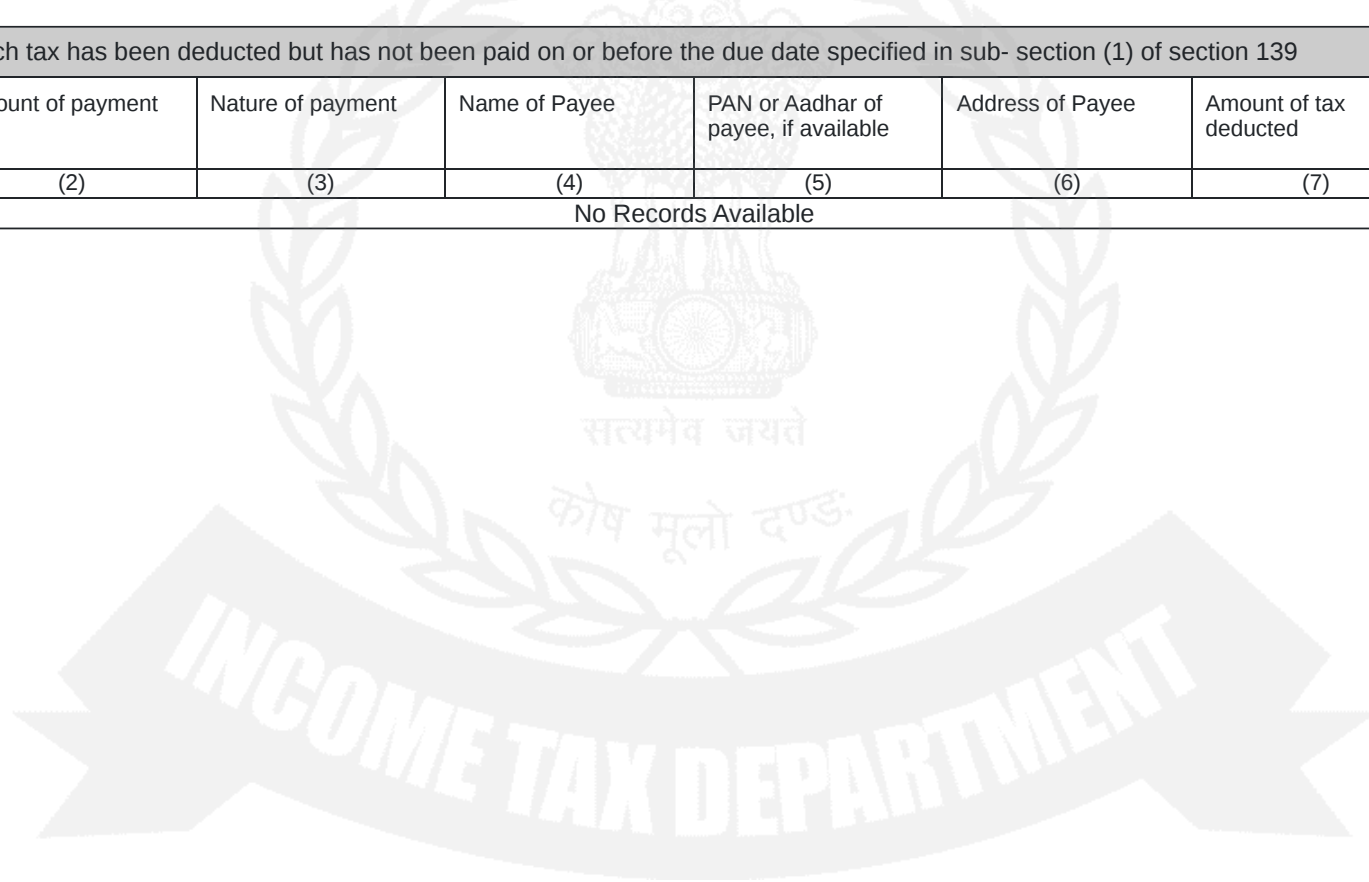 ch tax has been deducted but has not been paid on or before the due date specified in sub- section (1) of section 139
ount of payment
Nature of payment
Name of Payee
PAN or Aadhar of
payee, if available
Address of Payee
Amount of tax
deducted
(2)
(3)
(4)
(5)
(6)
(7)
No Records Available
सत्यमेव जयते
कोष मूलो दण्ड:
INCOME TAX DEPARTMENT